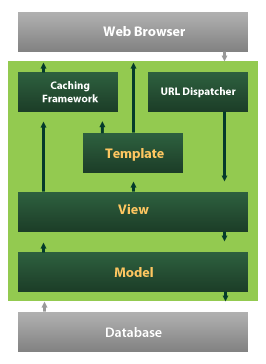 Web Browser
Caching
Framework
URL Dispatcher
Template
View
Model
Database